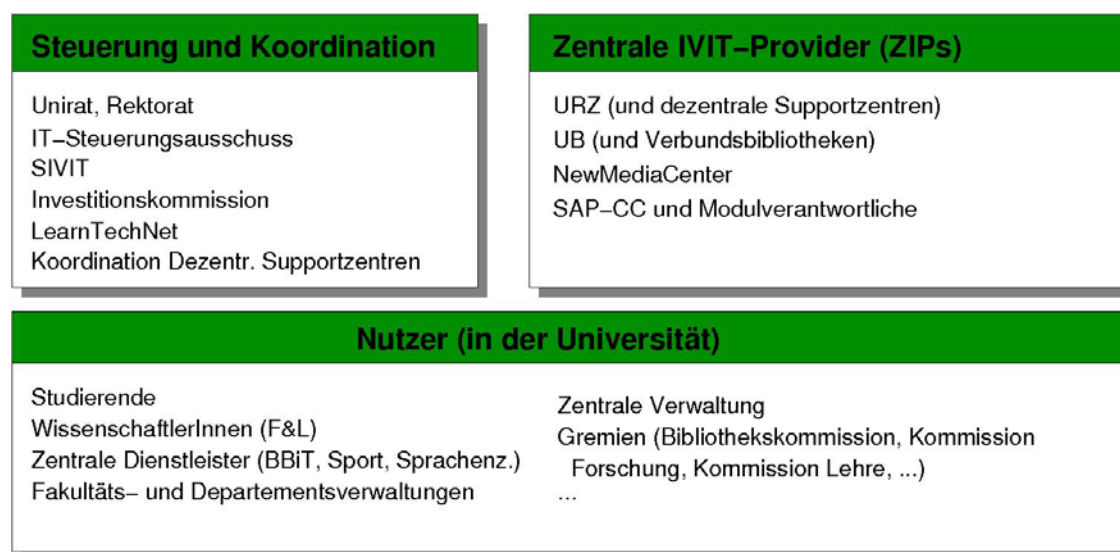 Steuerung und Koordination
Unirat, Rektorat
IT–Steuerungsausschuss
SIVIT
Investitionskommission
LearnTechNet
Koordination Dezentr. Supportzentren
Zentrale IVIT–Provider (ZIPs)
URZ (und dezentrale Supportzentren)
UB (und Verbundsbibliotheken)
NewMediaCenter
SAP–CC und Modulverantwortliche
Nutzer (in der Universität)
Studierende
WissenschaftlerInnen (F&L)
Zentrale Dienstleister (BBiT, Sport, Sprachenz.)
Fakultäts– und Departementsverwaltungen
Zentrale Verwaltung
Gremien (Bibliothekskommission, Kommission
Forschung, Kommission Lehre, ...)
...